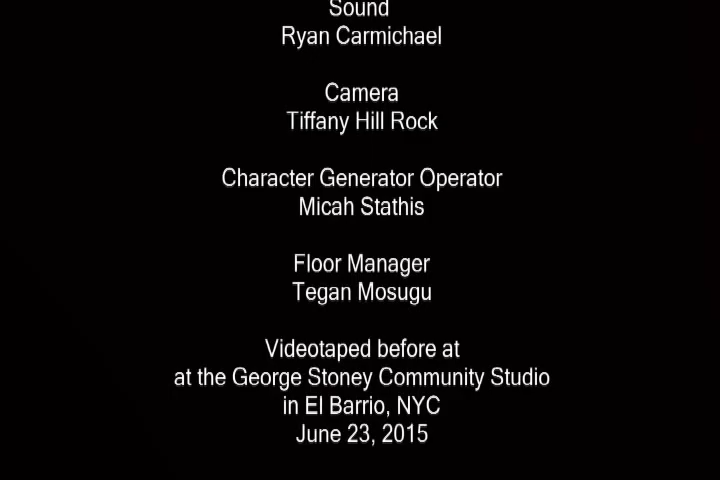 Sound
Ryan Carmichael
Camera
Tiffany Hill Rock
Character Generator Operator
Micah Stathis
Floor Manager
Tegan Mosugu
Videotaped before at
at the George Stoney Community Studio
in El Barrio, NYC
June 23, 2015